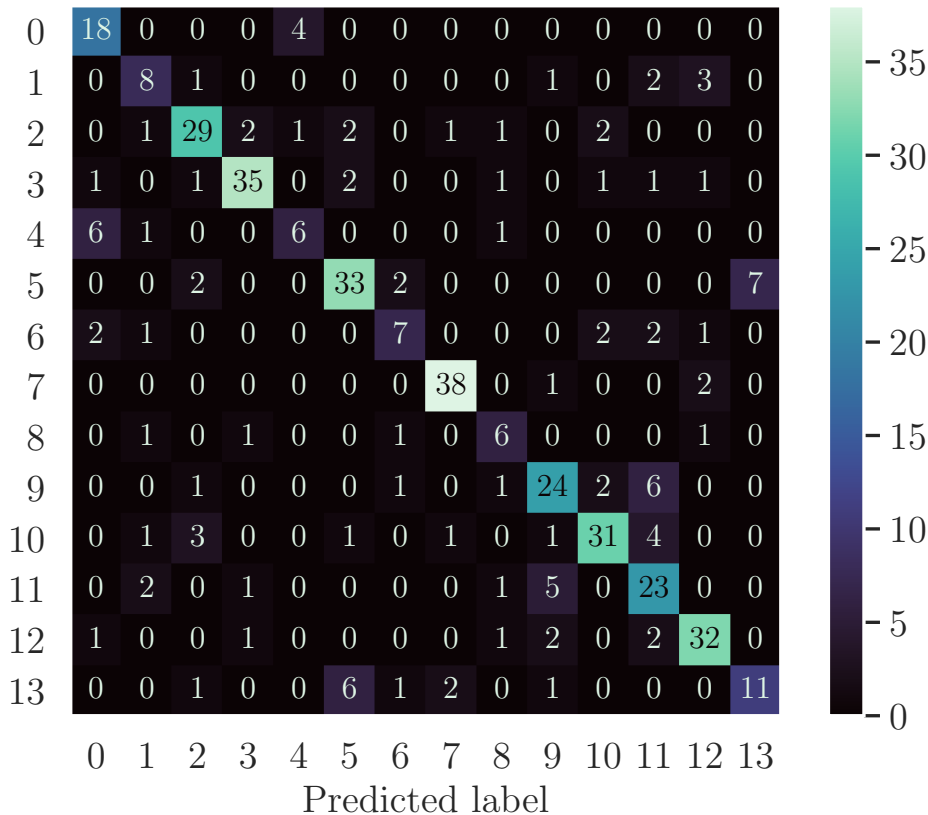 0 18 0 0 0 4 0 0 0 0 0 0 0 0 0
1 0 8 1 0 0 0 0 0 0 1 0 2 3 0
2 0 1 29 2 1 2 0 1 1 0 2 0 0 0
3 1 0 1 35 0 2 0 0 1 0 1 1 1 0
4 6 1 0 0 6 0 0 0 1 0 0 0 0 0
5 0 0 2 0 0 33 2 0 0 0 0 0 0 7
6 2 1 0 0 0 0 7 0 0 0 2 2 1 0
7 0 0 0 0 0 0 0 38 0 1 0 0 2 0
8 0 1 0 1 0 0 1 0 6 0 0 0 1 0
9 0 0 1 0 0 0 1 0 1 24 2 6 0 0
10 0 1 3 0 0 1 0 1 0 1 31 4 0 0
11 0 2 0 1 0 0 0 0 1 5 0 23 0 0
12 1 0 0 1 0 0 0 0 1 2 0 2 32 0
13 0 0 1 0 0 6 1 2 0 1 0 0 0 11
0 1 2 3 4 5 6 7 8 9 10 11 12 13
Predicted label
35
30
25
20
15
10
5
0